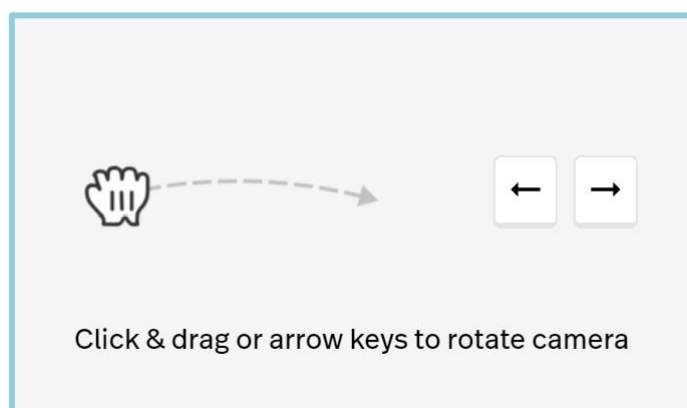 ← →
Click & drag or arrow keys to rotate camera